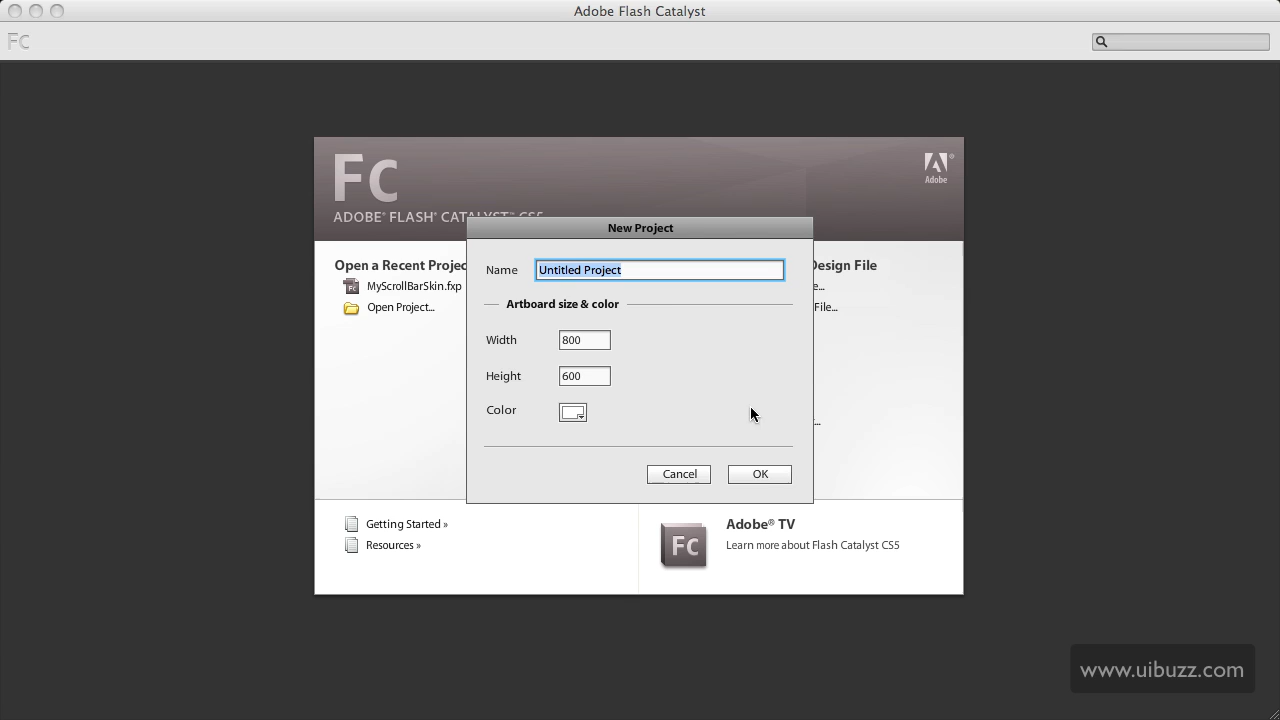 Adobe Flash Catalyst
Fc
Fc
Adobe
ADOBE® FLASH® CATALYST™ CS5
New Project
Open a Recent Projec
Design File
Name
Untitled Project
MyScrollBarSkin.fxp
e...
Open Project...
File...
Artboard size & color
Width
800
Height
600
Color
...
Cancel
OK
Getting Started »
Resources »
Fc
Adobe® TV
Learn more about Flash Catalyst CS5
www.uibuzz.com